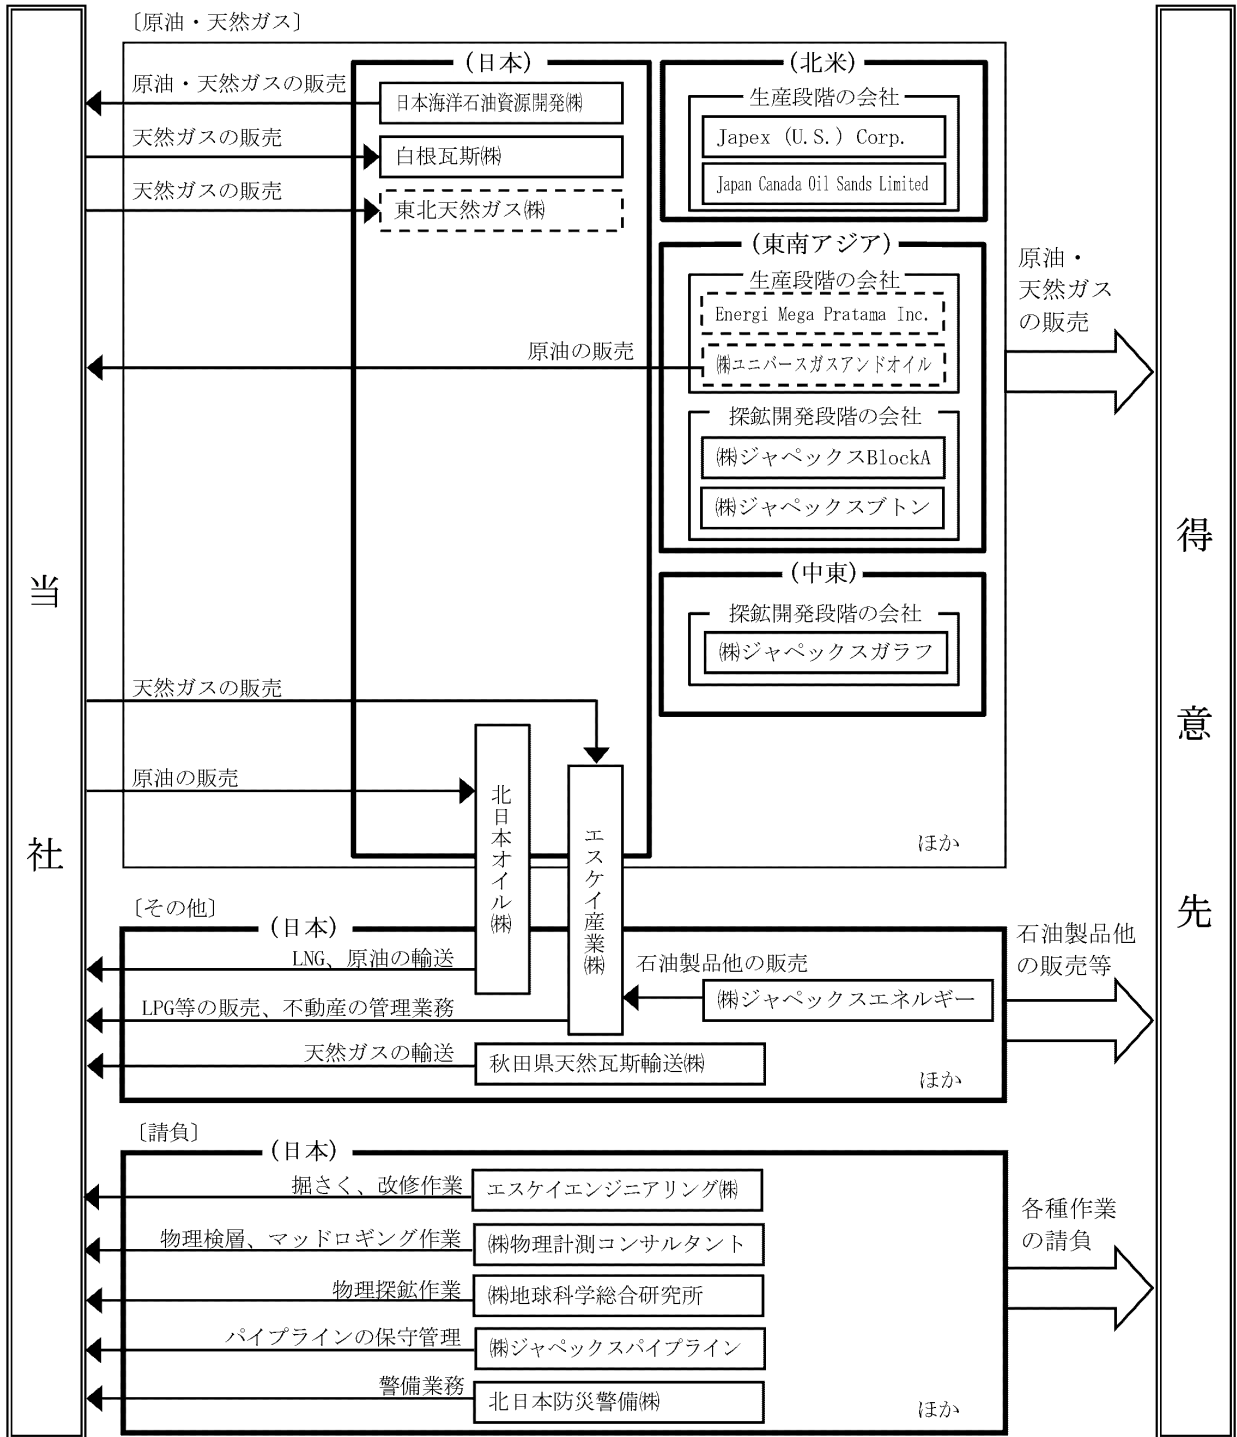 当社
得意先
〔原油・天然ガス〕
(日本)
原油・天然ガスの販売
日本海洋石油資源開発㈱
天然ガスの販売
白根瓦斯㈱
天然ガスの販売
東北天然ガス㈱
(北米)
生産段階の会社
Japex (U.S.) Corp.
Japan Canada Oil Sands Limited
(東南アジア)
生産段階の会社
Energi Mega Pratama Inc.
原油の販売
㈱ユニバースガスアンドオイル
探鉱開発段階の会社
㈱ジャペックスBlockA
㈱ジャペックスブトン
(中東)
探鉱開発段階の会社
㈱ジャペックスガラフ
原油・
天然ガス
の販売
天然ガスの販売
原油の販売
北日本オイル㈱
エスケイ産業㈱
ほか
〔その他〕
(日本)
LNG、原油の輸送
石油製品他の販売
㈱ジャペックスエネルギー
LPG等の販売、不動産の管理業務
天然ガスの輸送
秋田県天然瓦斯輸送㈱
ほか
石油製品他
の販売等
〔請負〕
(日本)
掘さく、改修作業
エスケイエンジニアリング㈱
物理検層、マッドロギング作業
㈱物理計測コンサルタント
物理探鉱作業
㈱地球科学総合研究所
パイプラインの保守管理
㈱ジャペックスパイプライン
警備業務
北日本防災警備㈱
ほか
各種作業
の請負